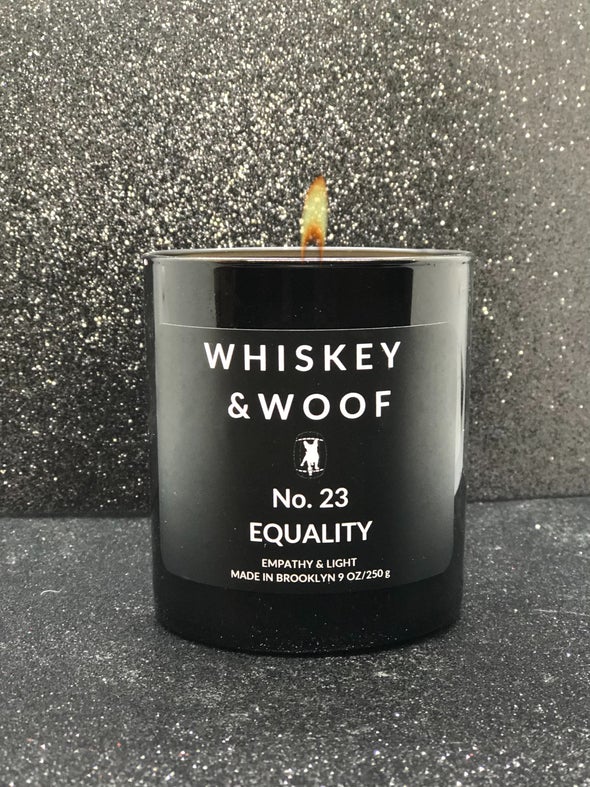 WHISKEY
&WOOF
No. 23
EQUALITY
EMPATHY & LIGHT
MADE IN BROOKLYN 9 OZ/250 g